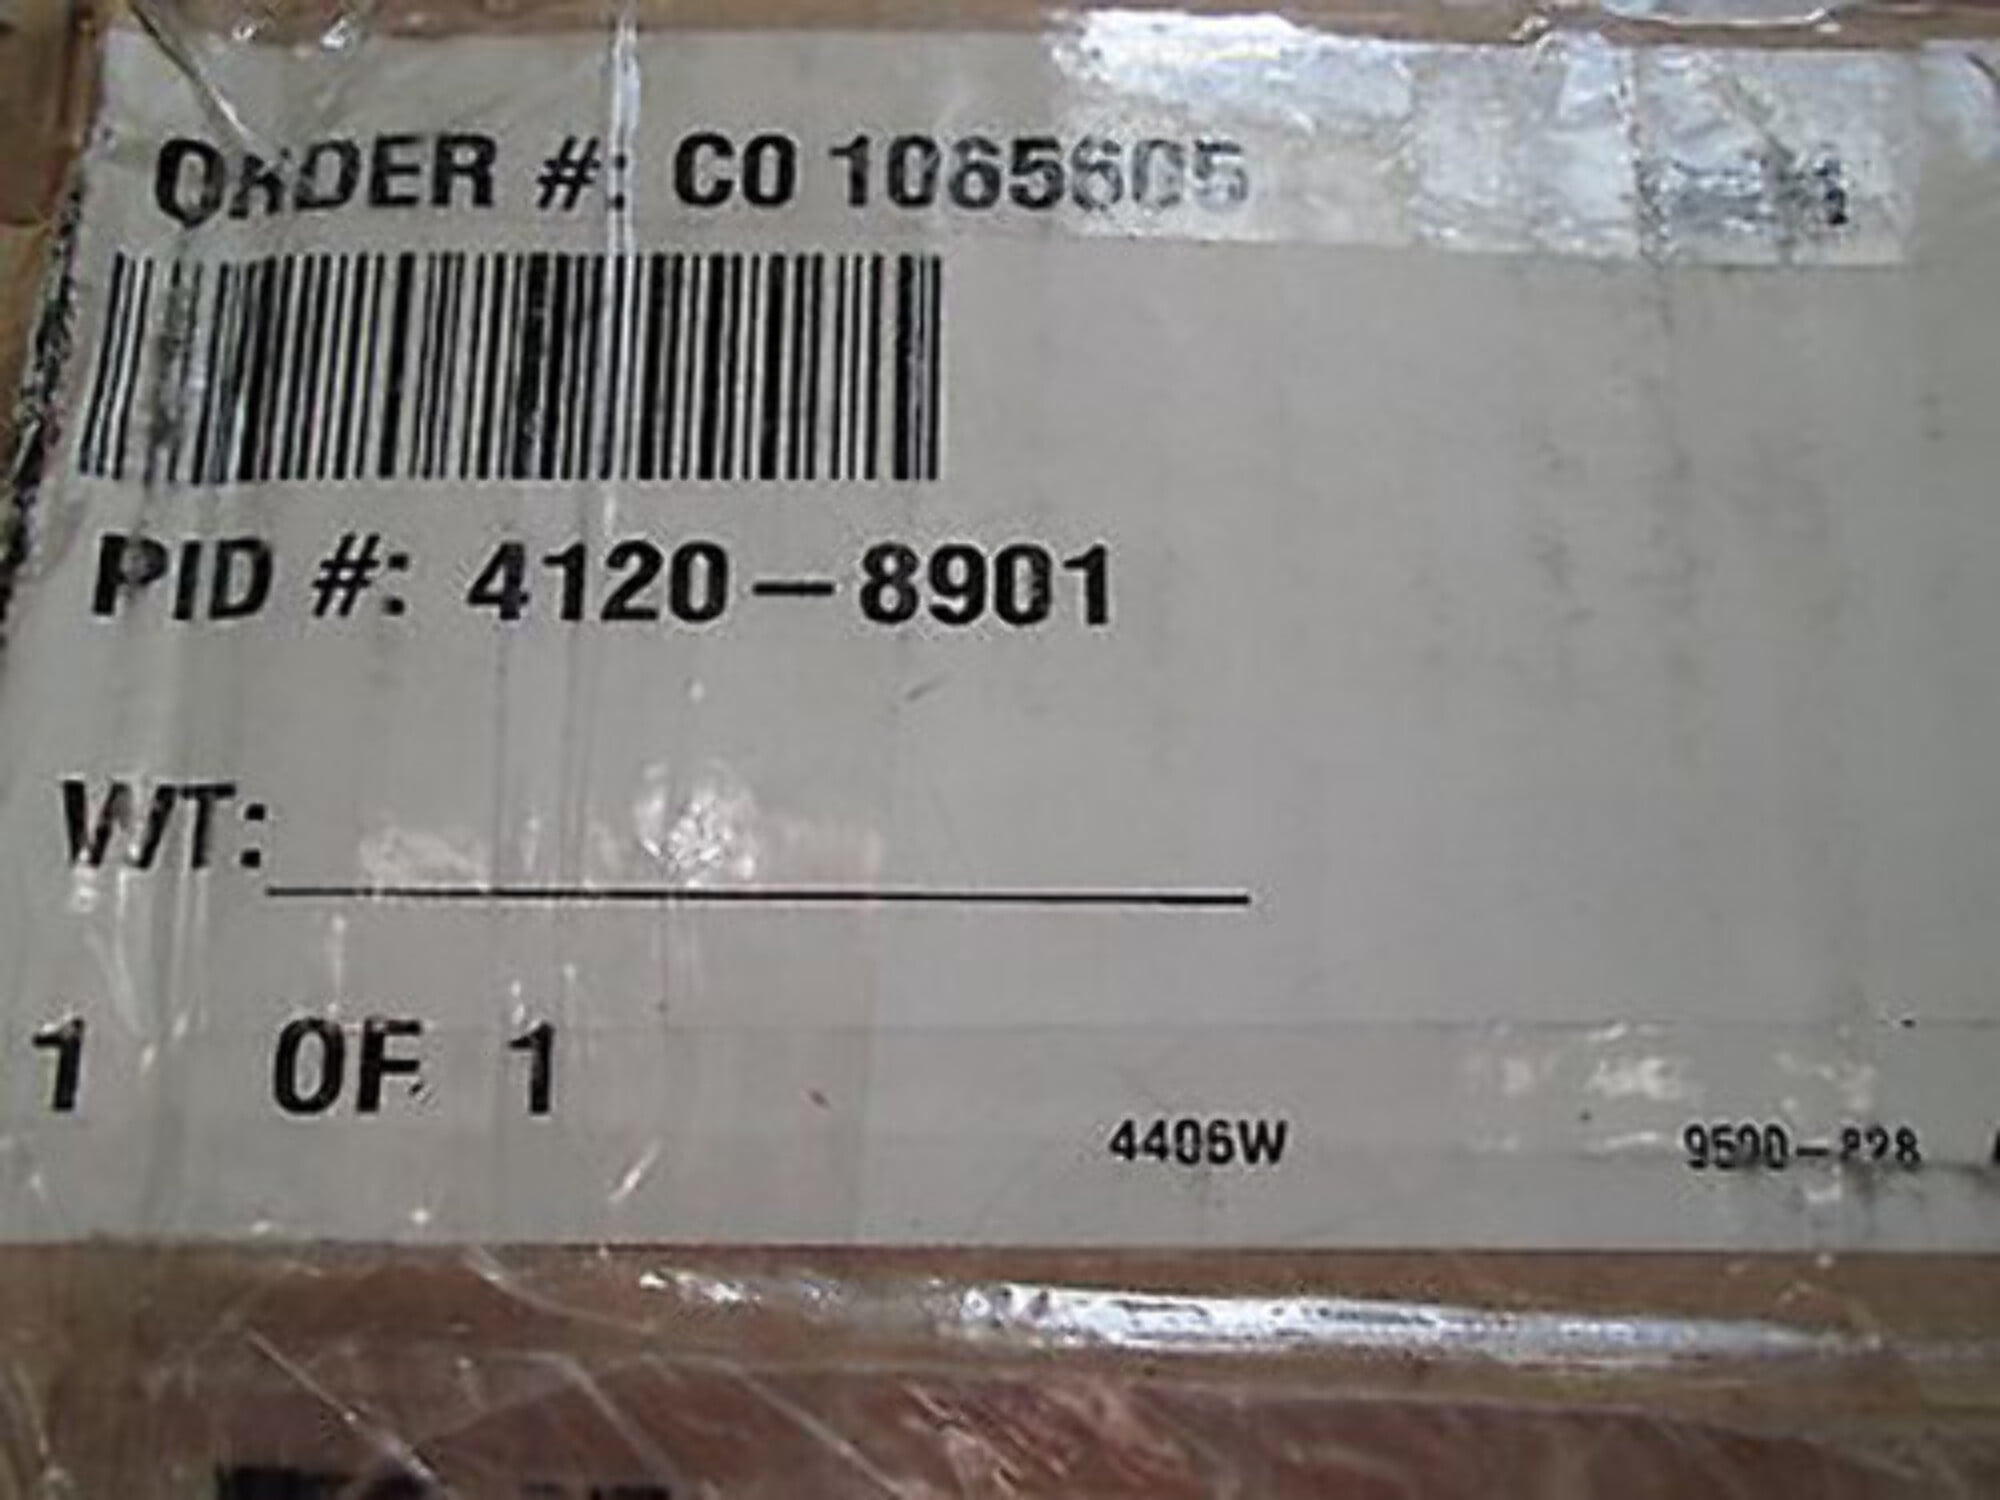 ORDER #: C0 1065605
PID #: 4120-8901
WT:
1 OF 1
4406W